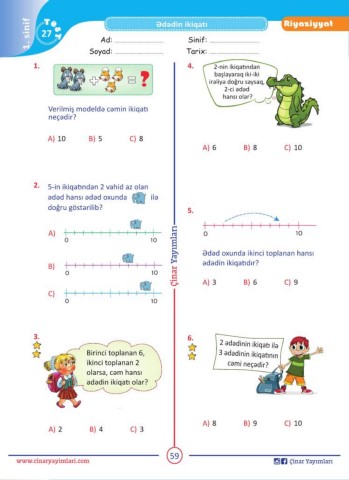 1. sinif
Test
27
Ədədin ikiqatı
Riyaziyyat
Ad: ............ Sinif: ............
Soyad: ............ Tarix: ............
1.
+ = ?
Verilmiş modeldə cəmin ikiqatı
neçədir?
A) 10 B) 5 C) 8
2. 5-in ikiqatından 2 vahid az olan
ədəd hansı ədəd oxunda ilə
doğru göstərilib?
A)
0 10
B)
0 10
C)
0 10
3.
Birinci toplanan 6,
ikinci toplanan 2
olarsa, cəm hansı
ədədin ikiqatı olar?
A) 2 B) 4 C) 3
Çinar Yayımları
4.
2-nin ikiqatından
başlayaraq iki-iki
irəliyə doğru saysaq,
2-ci ədəd
hansı olar?
A) 6 B) 8 C) 10
5.
0 10
Ədəd oxunda ikinci toplanan hansı
ədədin ikiqatıdır?
A) 3 B) 6 C) 9
6.
2 ədədinin ikiqatı ilə
3 ədədinin ikiqatının
cəmi neçədir?
A) 8 B) 9 C) 10
www.cinaryayimlari.com
59
Çinar Yayımları